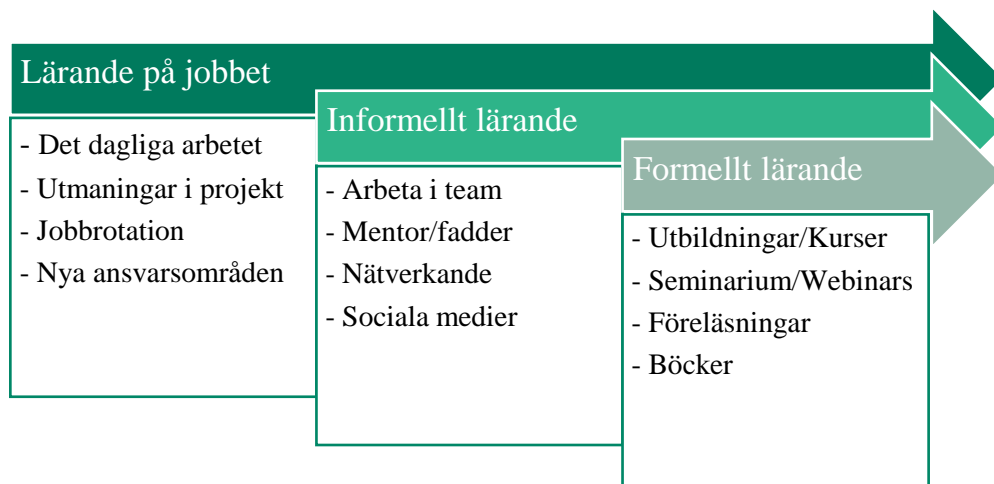 Lärande på jobbet
- Det dagliga arbetet
- Utmaningar i projekt
- Jobbrotation
- Nya ansvarsområden
Informellt lärande
- Arbeta i team
- Mentor/fadder
- Nätverkande
- Sociala medier
Formellt lärande
- Utbildningar/Kurser
- Seminarium/Webinars
- Föreläsningar
- Böcker